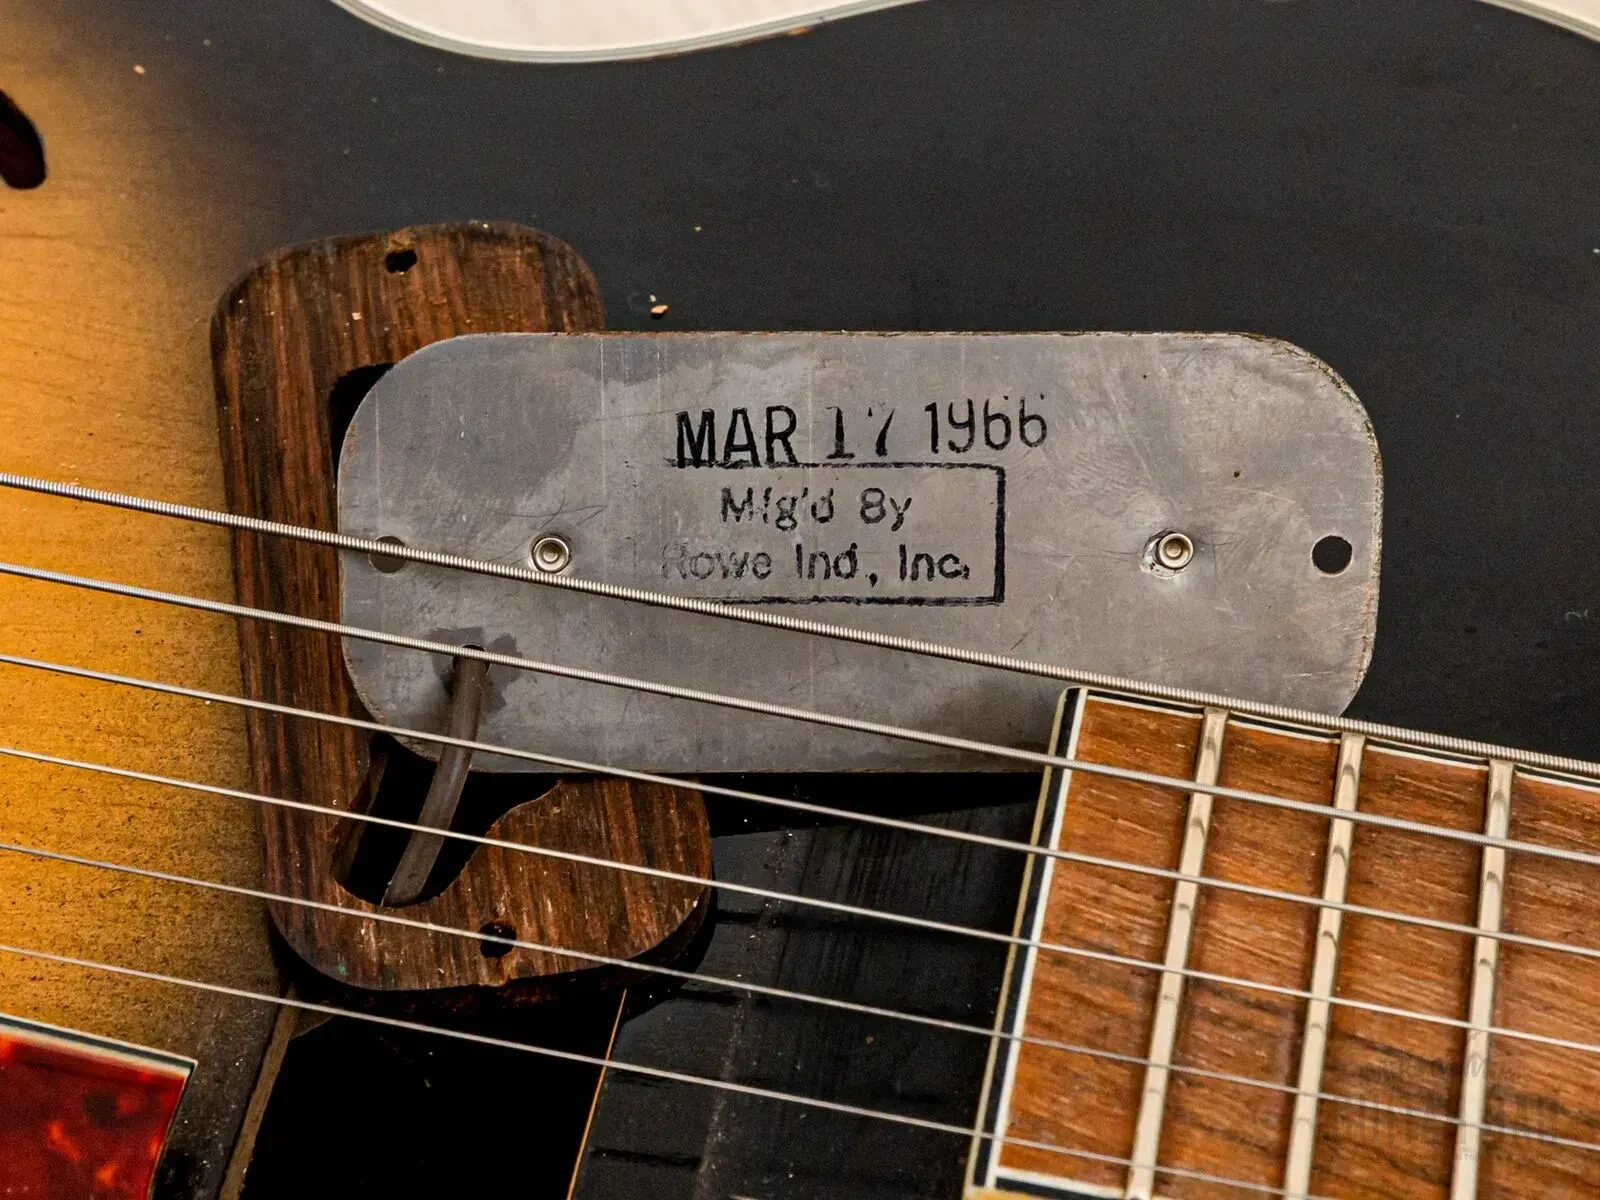 MAR 17 1966
Mfg'd By
Rowe Ind., Inc.